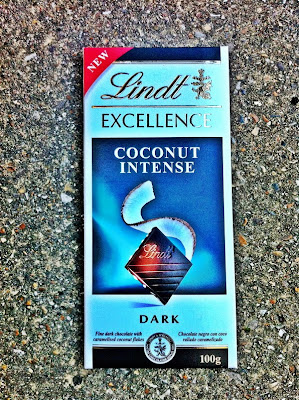 NEW
Lindt
EXCELLENCE
COCONUT
INTENSE
Lindt
DARK
Fine dark chocolate with
caramelised coconut flakes
Chocolate negro con coco
rallado caramelizado
100g